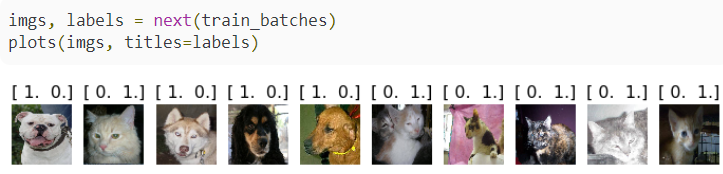 imgs, labels = next(train_batches)
plots(imgs, titles=labels)
[ 1. 0.] [ 0. 1.] [ 1. 0.] [ 1. 0.] [ 1. 0.] [ 0. 1.] [ 0. 1.] [ 0. 1.] [ 0. 1.] [ 0. 1.]